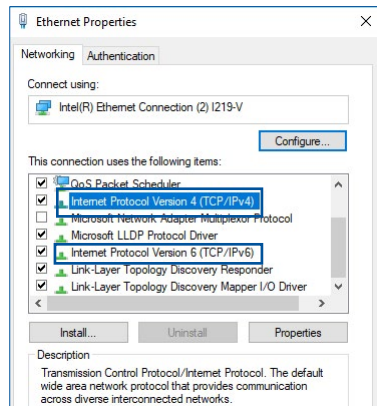 Ethernet Properties
Networking
Authentication
Connect using:
Intel(R) Ethernet Connection (2) I219-V
Configure...
This connection uses the following items:
QoS Packet Scheduler
Internet Protocol Version 4 (TCP/IPv4)
Microsoft Network Adapter Multiplexor Protocol
Microsoft LLDP Protocol Driver
Internet Protocol Version 6 (TCP/IPv6)
Link-Layer Topology Discovery Responder
Link-Layer Topology Discovery Mapper I/O Driver
Install...
Uninstall
Properties
Description
Transmission Control Protocol/Internet Protocol. The default
wide area network protocol that provides communication
across diverse interconnected networks.